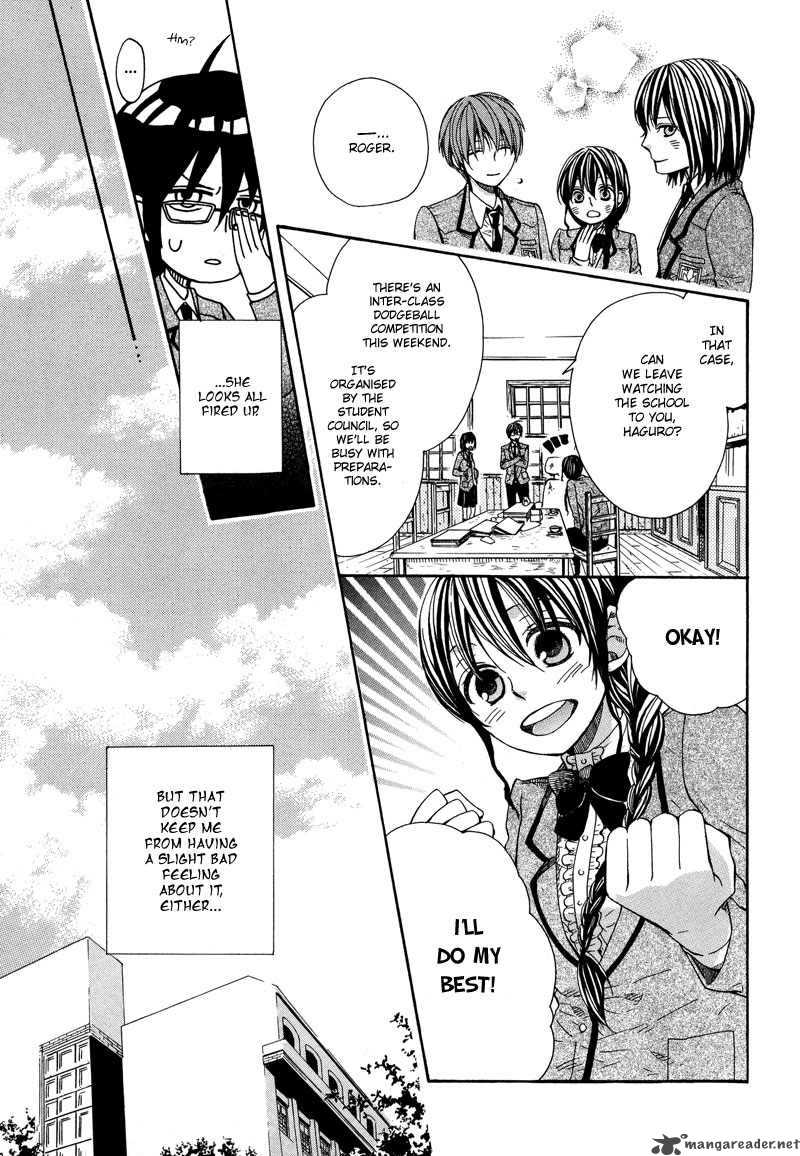 —...
ROGER.
IN
THAT
CASE,
CAN
WE LEAVE
WATCHING
THE SCHOOL
TO YOU,
HAGURO?
THERE'S AN
INTER-CLASS
DODGEBALL
COMPETITION
THIS WEEKEND.
IT'S
ORGANISED
BY THE
STUDENT
COUNCIL, SO
WE'LL BE
BUSY WITH
PREPARA-
TIONS.
OKAY!
I'LL
DO MY
BEST!
HM?
...
...SHE
LOOKS ALL
FIRED UP
BUT THAT
DOESN'T
KEEP ME
FROM HAVING
A SLIGHT BAD
FEELING
ABOUT IT,
EITHER...
mangareader.net